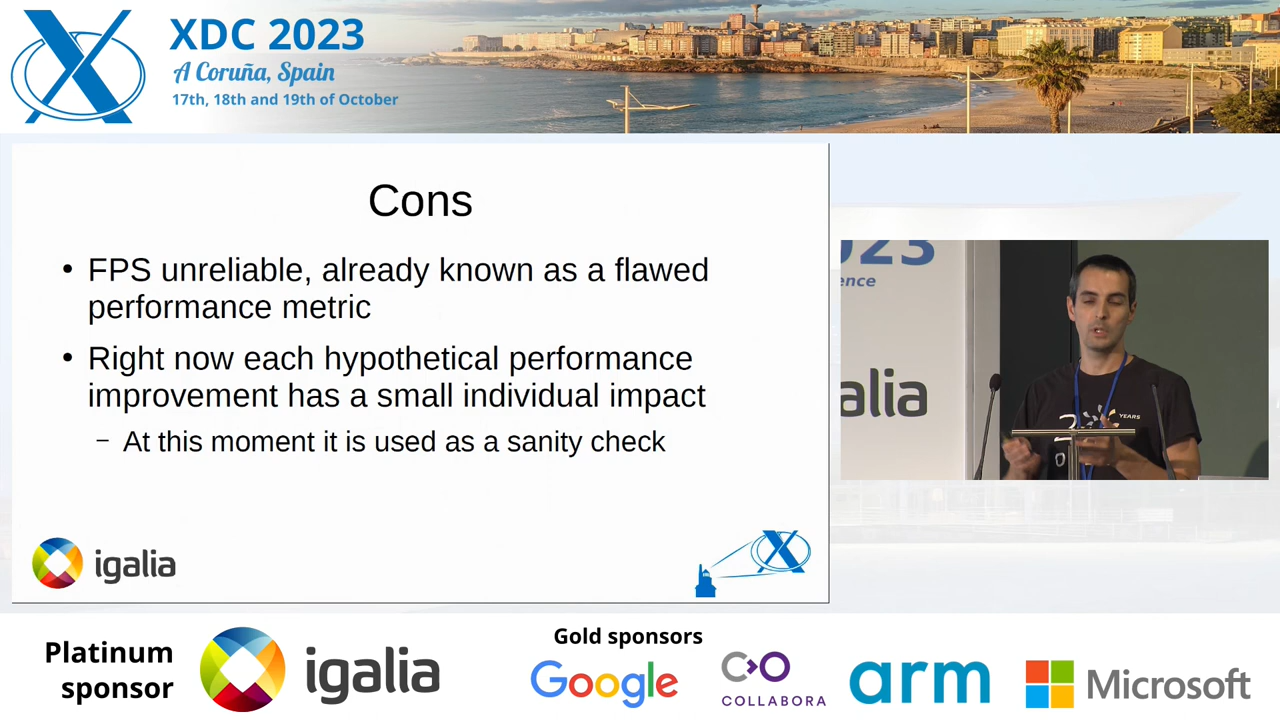 XDC 2023
A Coruña, Spain
17th, 18th and 19th of October
Cons
• FPS unreliable, already known as a flawed
performance metric
• Right now each hypothetical performance
improvement has a small individual impact
– At this moment it is used as a sanity check
igalia
X
023
ence
alia
YEARS
Platinum
sponsor
igalia
Gold sponsors
Google
COLLABORA
arm
Microsoft